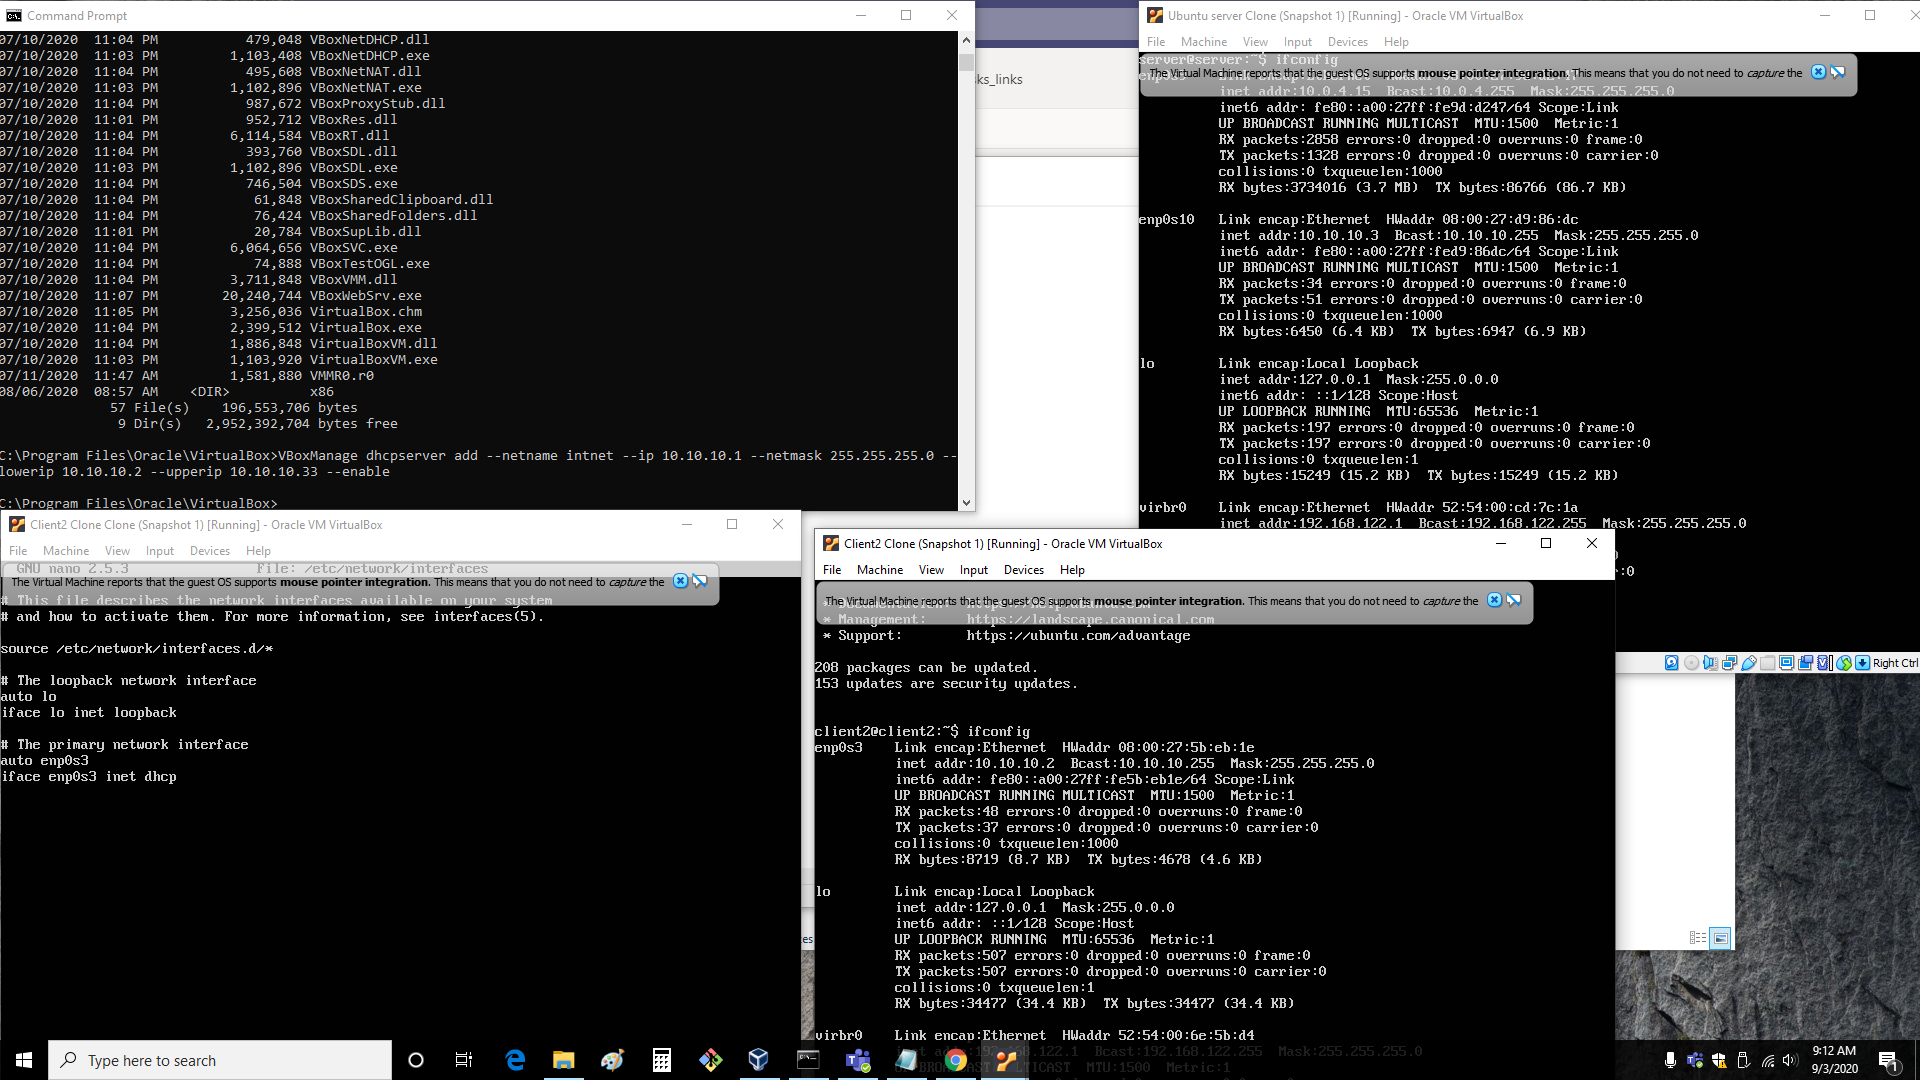 Command Prompt
07/10/2020  11:04 PM           479,048 VBoxNetDHCP.dll
07/10/2020  11:03 PM         1,103,408 VBoxNetDHCP.exe
07/10/2020  11:04 PM           495,608 VBoxNetNAT.dll
07/10/2020  11:03 PM         1,102,896 VBoxNetNAT.exe
07/10/2020  11:04 PM           987,672 VBoxProxyStub.dll
07/10/2020  11:01 PM           952,712 VBoxRes.dll
07/10/2020  11:04 PM         6,114,584 VBoxRT.dll
07/10/2020  11:04 PM           393,760 VBoxSDL.dll
07/10/2020  11:03 PM         1,102,896 VBoxSDL.exe
07/10/2020  11:04 PM           746,504 VBoxSDS.exe
07/10/2020  11:04 PM            61,848 VBoxSharedClipboard.dll
07/10/2020  11:04 PM            76,424 VBoxSharedFolders.dll
07/10/2020  11:01 PM            20,784 VBoxSupLib.dll
07/10/2020  11:04 PM         6,064,656 VBoxSVC.exe
07/10/2020  11:04 PM            74,888 VBoxTestOGL.exe
07/10/2020  11:04 PM         3,711,848 VBoxVMM.dll
07/10/2020  11:07 PM        20,240,744 VBoxWebSrv.exe
07/10/2020  11:05 PM         3,256,036 VirtualBox.chm
07/10/2020  11:04 PM         2,399,512 VirtualBox.exe
07/10/2020  11:04 PM         1,886,848 VirtualBoxVM.dll
07/10/2020  11:03 PM         1,103,920 VirtualBoxVM.exe
07/11/2020  11:47 AM         1,581,880 VMMR0.r0
08/06/2020  08:57 AM    <DIR>          x86
57 File(s)    196,553,706 bytes
9 Dir(s)   2,952,392,704 bytes free
C:\Program Files\Oracle\VirtualBox>VBoxManage dhcpserver add --netname intnet --ip 10.10.10.1 --netmask 255.255.255.0 --
lowerip 10.10.10.2 --upperip 10.10.10.33 --enable
C:\Program Files\Oracle\VirtualBox>
sks_links
Ubuntu server Clone (Snapshot 1) [Running] - Oracle VM VirtualBox
File Machine View Input Devices Help
server@server:~$ ifconfig
The Virtual Machine reports that the guest OS supports mouse pointer integration. This means that you do not need to capture the
inet addr:10.0.4.15  Bcast:10.0.4.255  Mask:255.255.255.0
inet6 addr: fe80::a00:27ff:fe9d:d247/64 Scope:Link
UP BROADCAST RUNNING MULTICAST  MTU:1500  Metric:1
RX packets:2858 errors:0 dropped:0 overruns:0 frame:0
TX packets:1328 errors:0 dropped:0 overruns:0 carrier:0
collisions:0 txqueuelen:1000
RX bytes:3734016 (3.7 MB)  TX bytes:86766 (86.7 KB)
enp0s10   Link encap:Ethernet  HWaddr 08:00:27:d9:86:dc
inet addr:10.10.10.3  Bcast:10.10.10.255  Mask:255.255.255.0
inet6 addr: fe80::a00:27ff:fed9:86dc/64 Scope:Link
UP BROADCAST RUNNING MULTICAST  MTU:1500  Metric:1
RX packets:34 errors:0 dropped:0 overruns:0 frame:0
TX packets:51 errors:0 dropped:0 overruns:0 carrier:0
collisions:0 txqueuelen:1000
RX bytes:6450 (6.4 KB)  TX bytes:6947 (6.9 KB)
lo        Link encap:Local Loopback
inet addr:127.0.0.1  Mask:255.0.0.0
inet6 addr: ::1/128 Scope:Host
UP LOOPBACK RUNNING  MTU:65536  Metric:1
RX packets:197 errors:0 dropped:0 overruns:0 frame:0
TX packets:197 errors:0 dropped:0 overruns:0 carrier:0
collisions:0 txqueuelen:1
RX bytes:15249 (15.2 KB)  TX bytes:15249 (15.2 KB)
virbr0    Link encap:Ethernet  HWaddr 52:54:00:cd:7c:1a
inet addr:192.168.122.1  Bcast:192.168.122.255  Mask:255.255.255.0
:0
Right Ctrl
Client2 Clone Clone (Snapshot 1) [Running] - Oracle VM VirtualBox
File Machine View Input Devices Help
GNU nano 2.5.3                File: /etc/network/interfaces
The Virtual Machine reports that the guest OS supports mouse pointer integration. This means that you do not need to capture the
# This file describes the network interfaces available on your system
# and how to activate them. For more information, see interfaces(5).
source /etc/network/interfaces.d/*
# The loopback network interface
auto lo
iface lo inet loopback
# The primary network interface
auto enp0s3
iface enp0s3 inet dhcp
Client2 Clone (Snapshot 1) [Running] - Oracle VM VirtualBox
File Machine View Input Devices Help
The Virtual Machine reports that the guest OS supports mouse pointer integration. This means that you do not need to capture the
* Management:     https://landscape.canonical.com
* Support:        https://ubuntu.com/advantage
208 packages can be updated.
153 updates are security updates.
client2@client2:~$ ifconfig
enp0s3    Link encap:Ethernet  HWaddr 08:00:27:5b:eb:1e
inet addr:10.10.10.2  Bcast:10.10.10.255  Mask:255.255.255.0
inet6 addr: fe80::a00:27ff:fe5b:eb1e/64 Scope:Link
UP BROADCAST RUNNING MULTICAST  MTU:1500  Metric:1
RX packets:48 errors:0 dropped:0 overruns:0 frame:0
TX packets:37 errors:0 dropped:0 overruns:0 carrier:0
collisions:0 txqueuelen:1000
RX bytes:8719 (8.7 KB)  TX bytes:4678 (4.6 KB)
lo        Link encap:Local Loopback
inet addr:127.0.0.1  Mask:255.0.0.0
inet6 addr: ::1/128 Scope:Host
UP LOOPBACK RUNNING  MTU:65536  Metric:1
RX packets:507 errors:0 dropped:0 overruns:0 frame:0
TX packets:507 errors:0 dropped:0 overruns:0 carrier:0
collisions:0 txqueuelen:1
RX bytes:34477 (34.4 KB)  TX bytes:34477 (34.4 KB)
virbr0    Link encap:Ethernet  HWaddr 52:54:00:6e:5b:d4
inet addr:192.168.122.1  Bcast:192.168.122.255  Mask:255.255.255.0
MULTICAST  MTU:1500  Metric:1
Type here to search
9:12 AM
9/3/2020
1